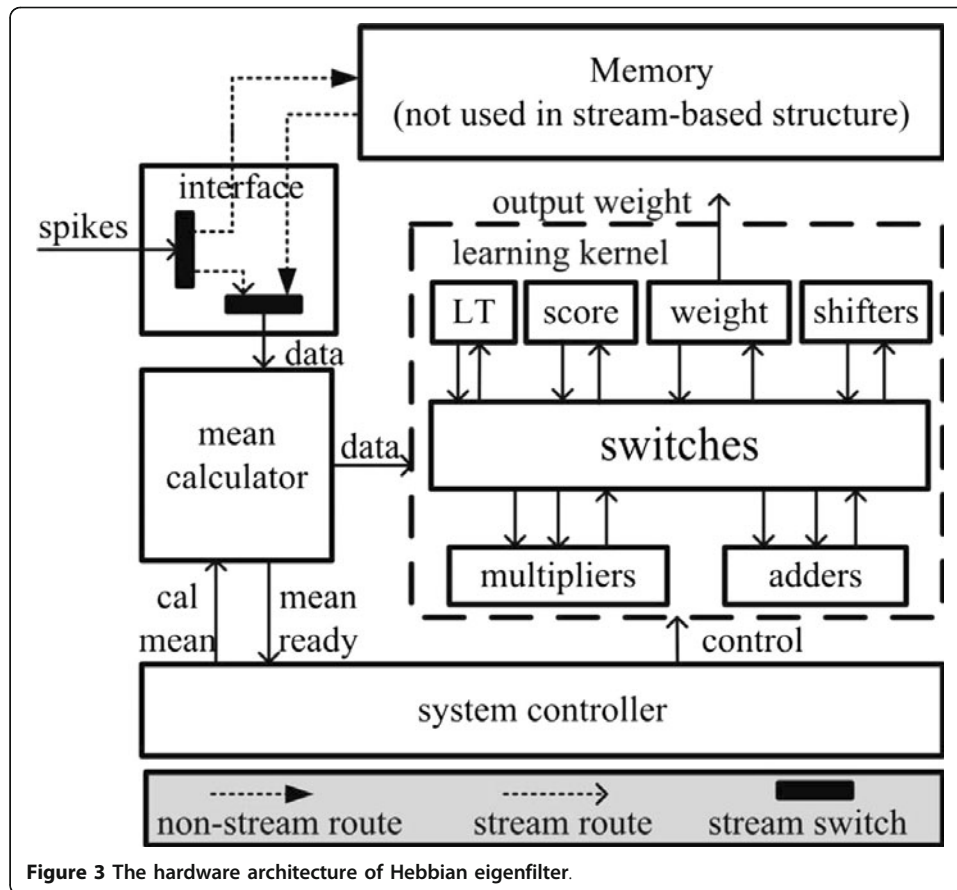 Memory
(not used in stream-based structure)
interface
spikes
output weight
learning kernel
LT
score
weight
shifters
data
mean
calculator
data
switches
multipliers
adders
cal
mean
mean
ready
control
system controller
non-stream route
stream route
stream switch
Figure 3 The hardware architecture of Hebbian eigenfilter.